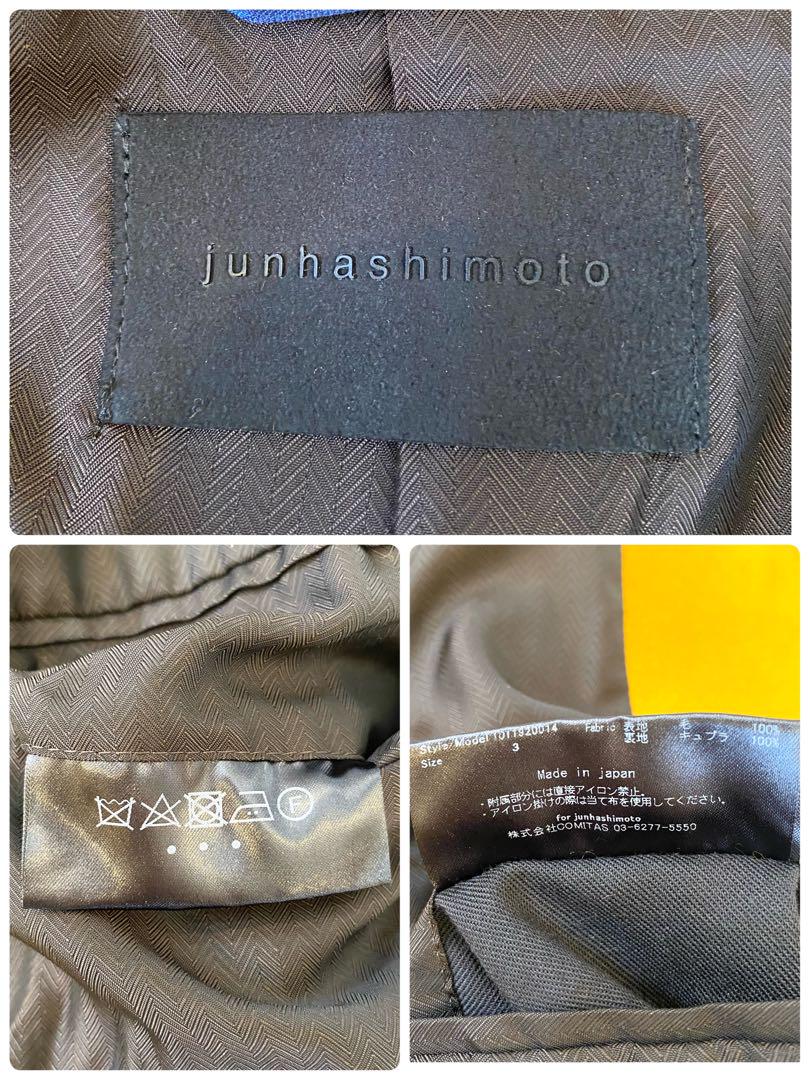 junhashimoto
Style/Model 1011920014 Fabric 表地 毛 100%
Size 3 裏地 キュプラ 100%
Made in japan
・附属部分には直接アイロン禁止。
・アイロン掛けの際は当て布を使用してください。
for junhashimoto
株式会社COMITAS 03-6277-5550